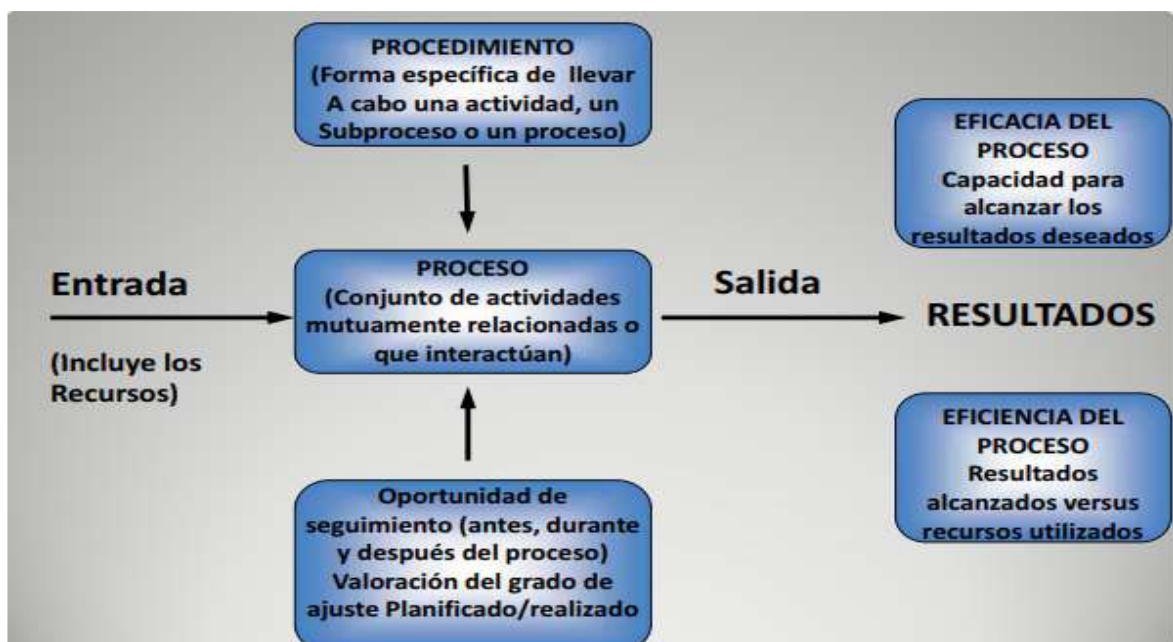 PROCEDIMIENTO
(Forma específica de llevar
A cabo una actividad, un
Subproceso o un proceso)
EFICACIA DEL
PROCESO
Capacidad para
alcanzar los
resultados deseados
Entrada
(Incluye los
Recursos)
PROCESO
(Conjunto de actividades
mutuamente relacionadas o
que interactúan)
Salida
RESULTADOS
EFICIENCIA DEL
PROCESO
Resultados
alcanzados versus
recursos utilizados
Oportunidad de
seguimiento (antes, durante
y después del proceso)
Valoración del grado de
ajuste Planificado/realizado